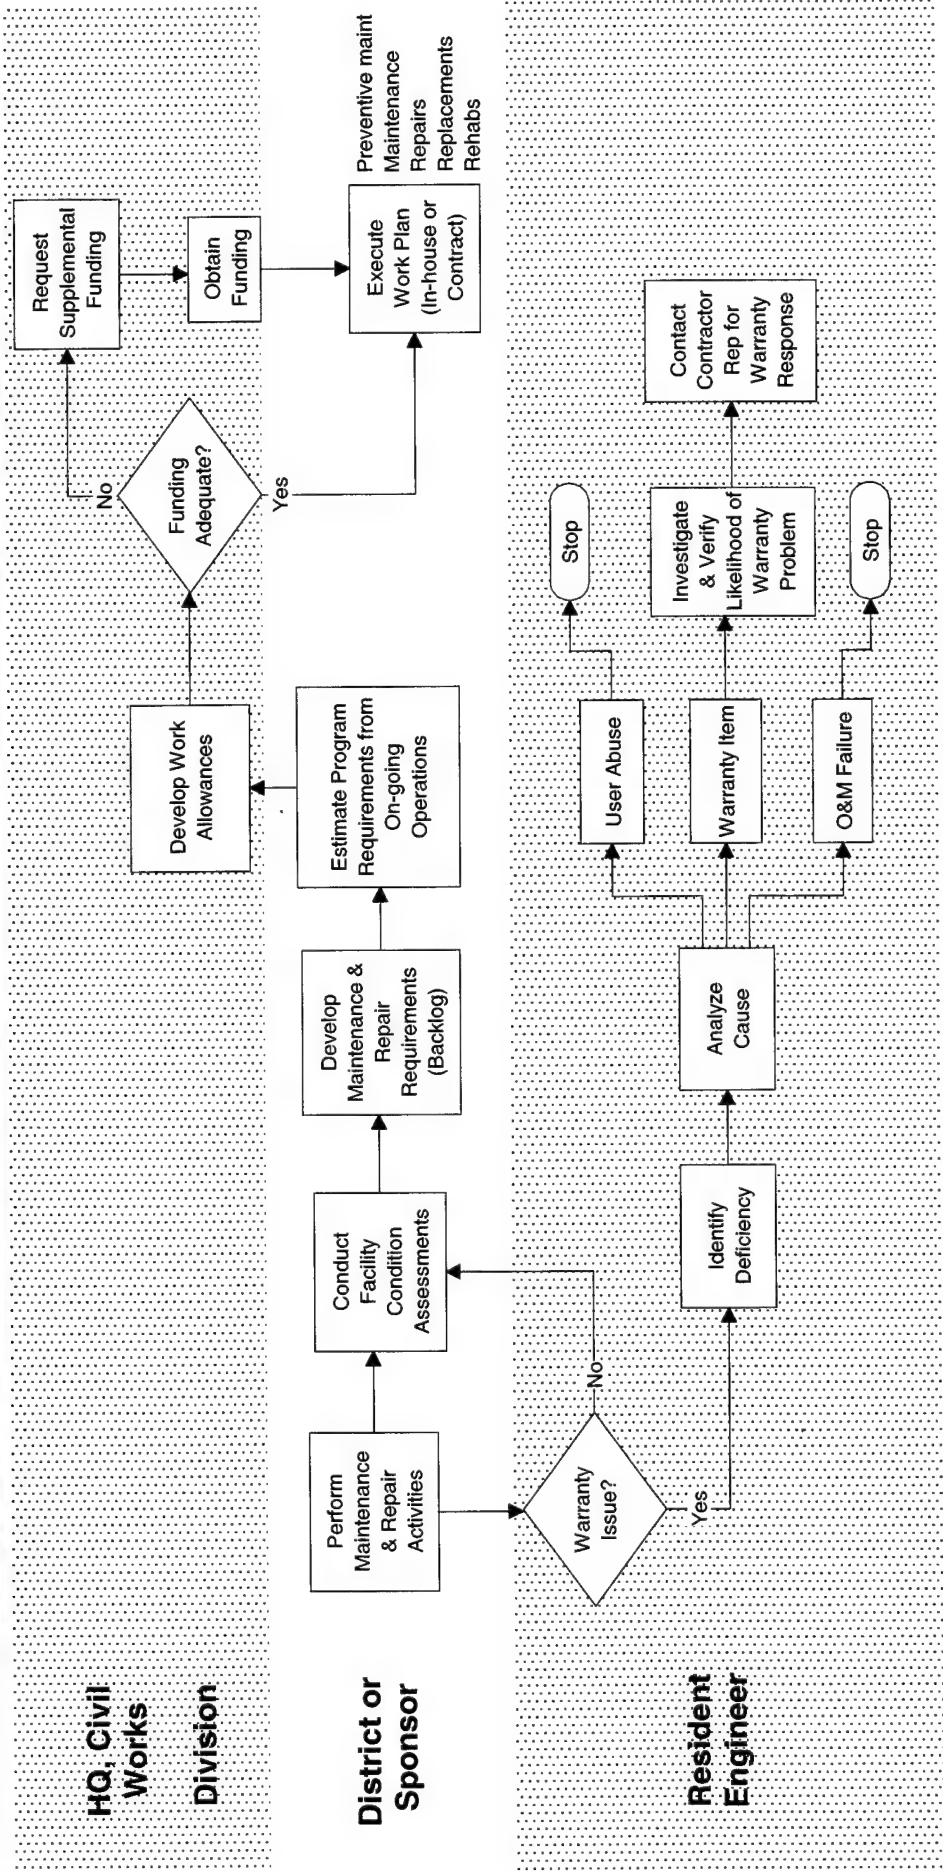 HQ, Civil
Works
Division
Develop Work
Allowances
Funding
Adequate?
No
Yes
Request
Supplemental
Funding
Obtain
Funding
District or
Sponsor
Perform
Maintenance
& Repair
Activities
Conduct
Facility
Condition
Assessments
Develop
Maintenance &
Repair
Requirements
(Backlog)
Estimate Program
Requirements from
On-going
Operations
Execute
Work Plan
(In-house or
Contract)
Preventive maint
Maintenance
Repairs
Replacements
Rehabs
Resident
Engineer
Warranty
Issue?
No
Yes
Identify
Deficiency
Analyze
Cause
User Abuse
Stop
Warranty Item
Investigate
& Verify
Likelihood of
Warranty
Problem
Contact
Contractor
Rep for
Warranty
Response
O&M Failure
Stop